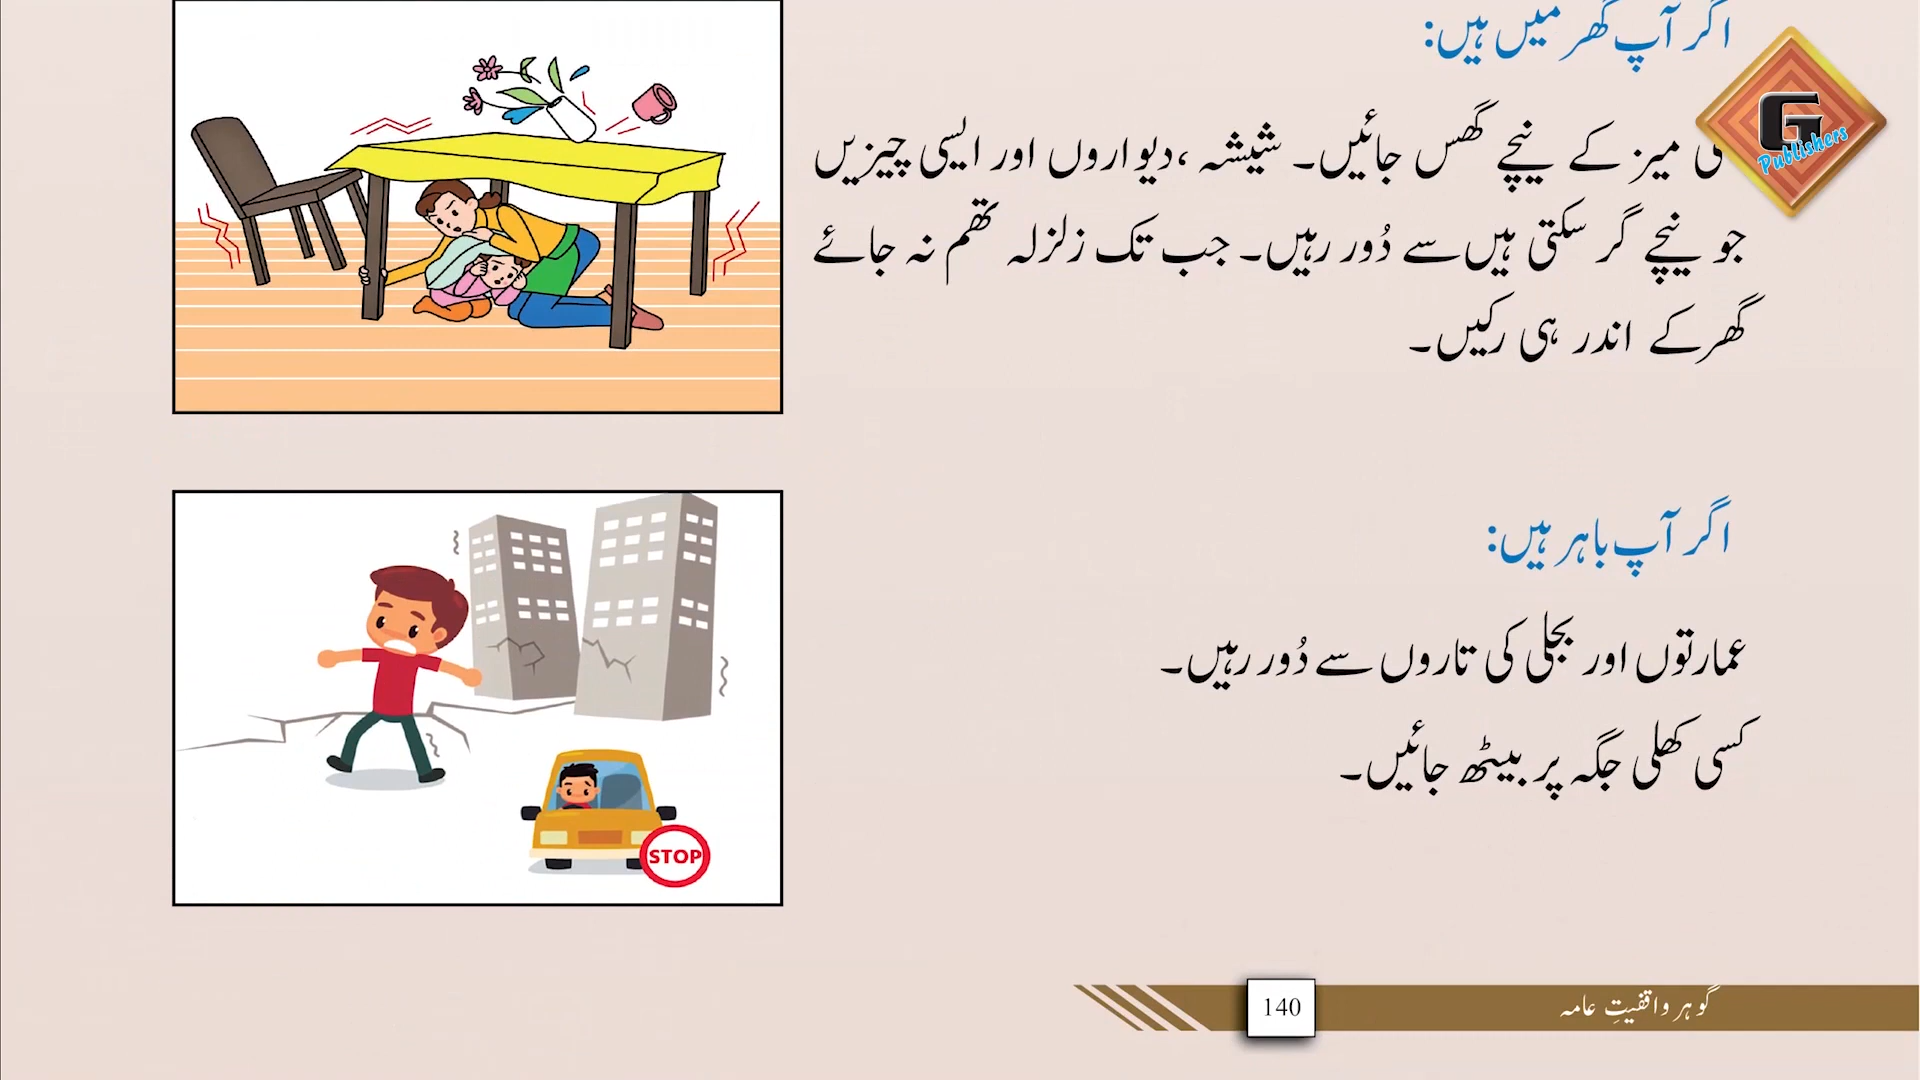 اگر آپ گھر میں ہیں:
میز کے نیچے گھس جائیں۔ شیشہ، دیواروں اور ایسی چیزیں
جو نیچے گر سکتی ہیں سے دُور رہیں۔ جب تک زلزلہ تھم نہ جائے
گھر کے اندر ہی رکیں۔
اگر آپ باہر ہیں:
عمارتوں اور بجلی کی تاروں سے دُور رہیں۔
کسی کھلی جگہ پر بیٹھ جائیں۔
STOP
گوہر واقفیتِ عامہ
140
G
Publishers